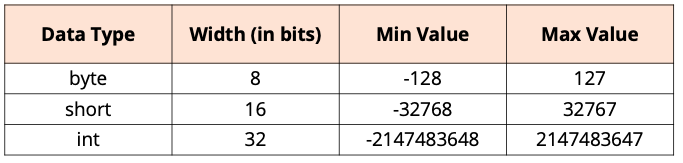 Data Type Width (in bits) Min Value Max Value
byte 8 -128 127
short 16 -32768 32767
int 32 -2147483648 2147483647